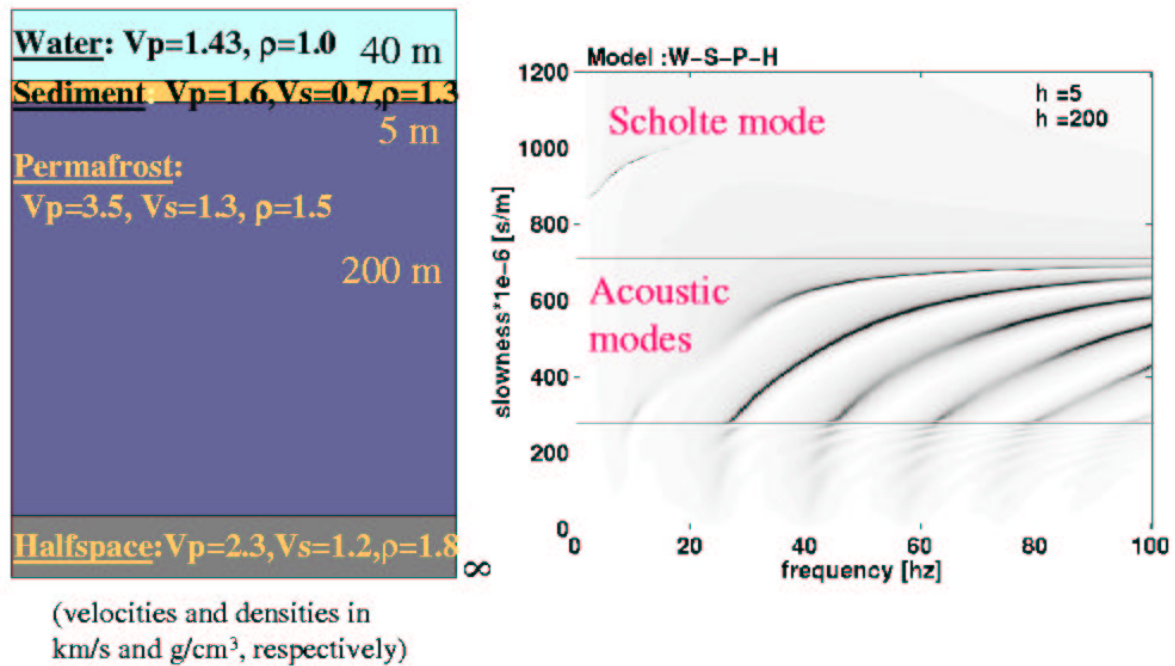 Water: Vp=1.43, ρ=1.0 40 m
Sediment: Vp=1.6,Vs=0.7,ρ=1.3
5 m
Permafrost:
Vp=3.5, Vs=1.3, ρ=1.5
200 m
Halfspace:Vp=2.3,Vs=1.2,ρ=1.8
∞
(velocities and densities in
km/s and g/cm³, respectively)
Model :W-S-P-H
h =5
h =200
Scholte mode
Acoustic
modes
slowness*1e-6 [s/m]
1200
1000
800
600
400
200
0
0 20 40 60 80 100
frequency [hz]